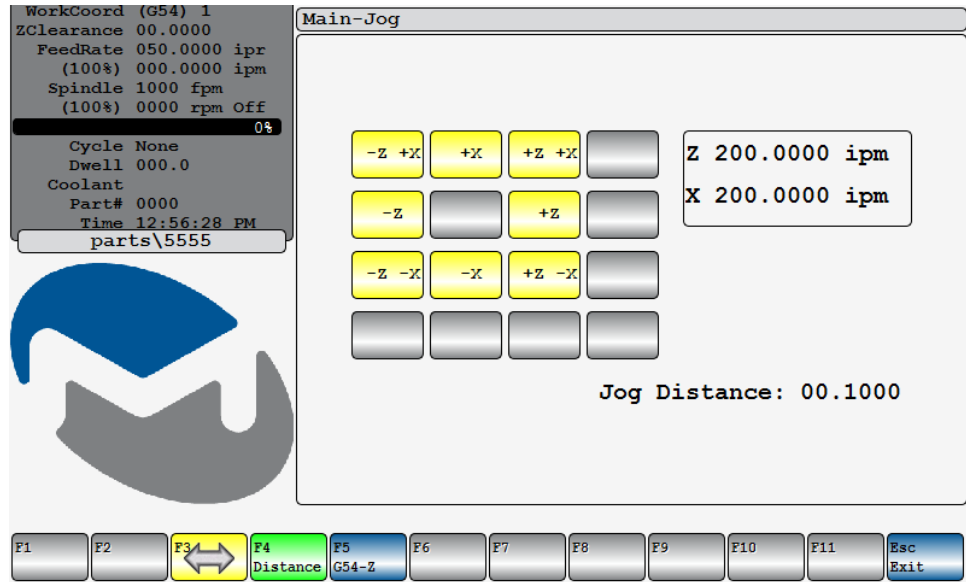 WorkCoord (G54) 1
ZClearance 00.0000
FeedRate 050.0000 ipr
(100%) 000.0000 ipm
Spindle 1000 fpm
(100%) 0000 rpm Off
0%
Cycle None
Dwell 000.0
Coolant
Part# 0000
Time 12:56:28 PM
parts\5555
Main-Jog
-Z +X +X +Z +X
-Z +Z
-Z -X -X +Z -X
Z 200.0000 ipm
X 200.0000 ipm
Jog Distance: 00.1000
F1 F2 F3 F4 F5 F6 F7 F8 F9 F10 F11 Esc
Distance G54-Z Exit